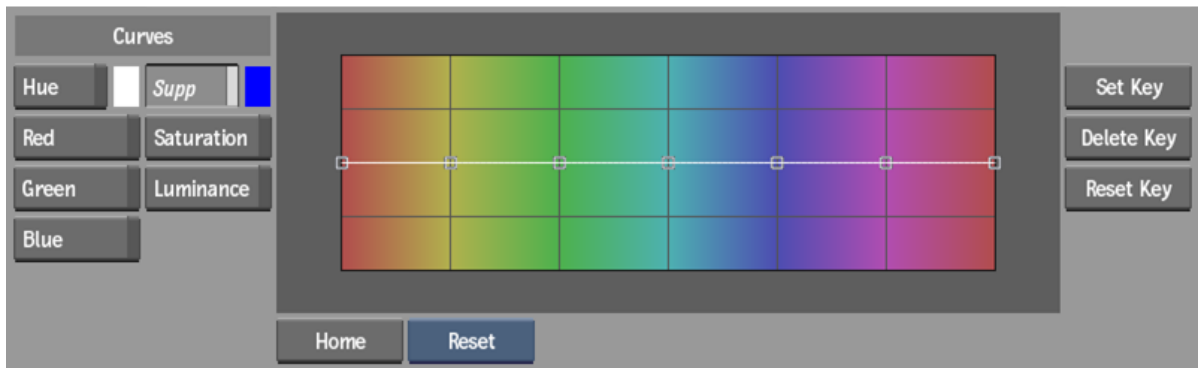 Curves
Hue
Supp
Set Key
Red
Saturation
Delete Key
Green
Luminance
Reset Key
Blue
Home
Reset